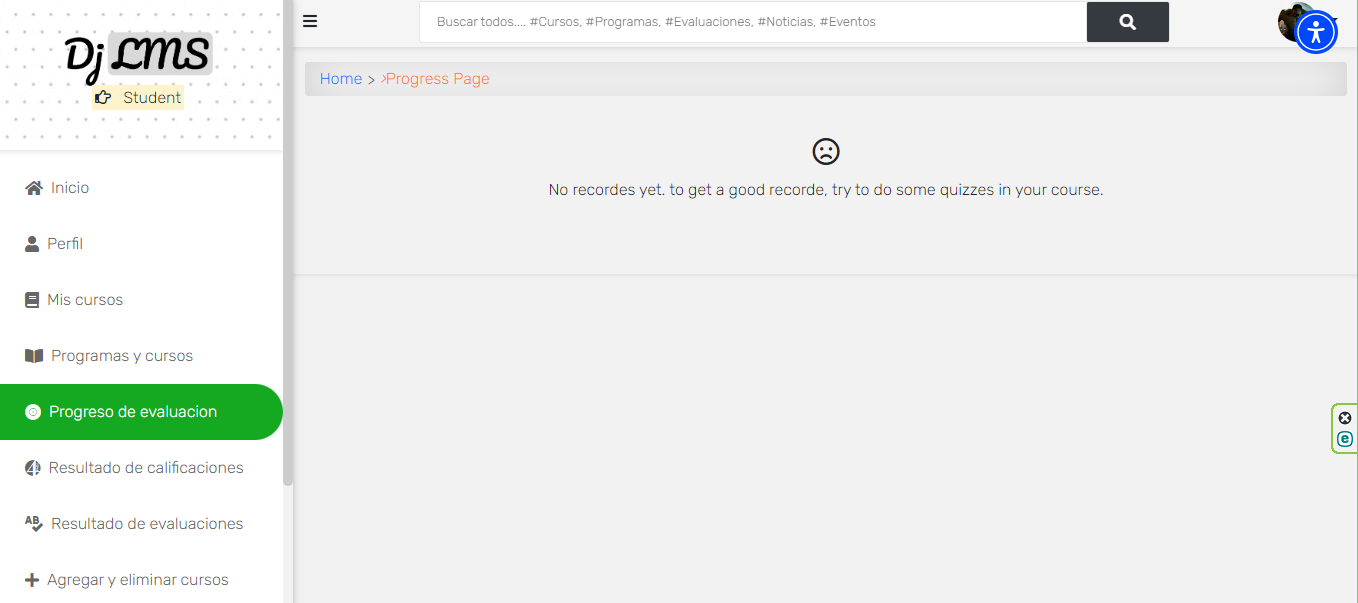 Dj LMS
Student
Buscar todos.... #Cursos, #Programas, #Evaluaciones, #Noticias, #Eventos
Home > >Progress Page
No recordes yet. to get a good recorde, try to do some quizzes in your course.
Inicio
Perfil
Mis cursos
Programas y cursos
Progreso de evaluacion
Resultado de calificaciones
Resultado de evaluaciones
Agregar y eliminar cursos